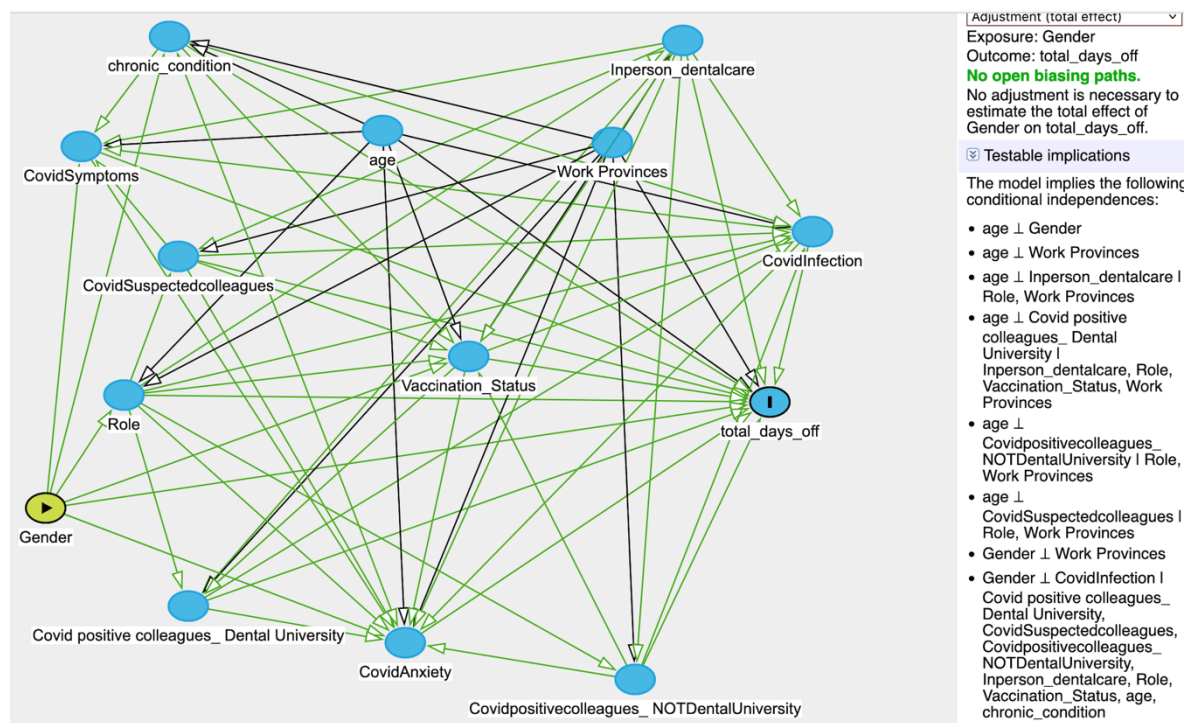 chronic_condition
Inperson_dentalcare
CovidSymptoms
age
Work Provinces
CovidSuspectedcolleagues
CovidInfection
Vaccination_Status
Role
total_days_off
Gender
Covid positive colleagues_ Dental University
CovidAnxiety
Covidpositivecolleagues_ NOTDentalUniversity
Adjustment (total effect)
Exposure: Gender
Outcome: total_days_off
No open biasing paths.
No adjustment is necessary to
estimate the total effect of
Gender on total_days_off.
Testable implications
The model implies the following
conditional independences:
• age ⊥ Gender
• age ⊥ Work Provinces
• age ⊥ Inperson_dentalcare |
Role, Work Provinces
• age ⊥ Covid positive
colleagues_ Dental
University |
Inperson_dentalcare, Role,
Vaccination_Status, Work
Provinces
• age ⊥
Covidpositivecolleagues_
NOTDentalUniversity | Role,
Work Provinces
• age ⊥
CovidSuspectedcolleagues |
Role, Work Provinces
• Gender ⊥ Work Provinces
• Gender ⊥ CovidInfection |
Covid positive colleagues_
Dental University,
CovidSuspectedcolleagues,
Covidpositivecolleagues_
NOTDentalUniversity,
Inperson_dentalcare, Role,
Vaccination_Status, age,
chronic_condition